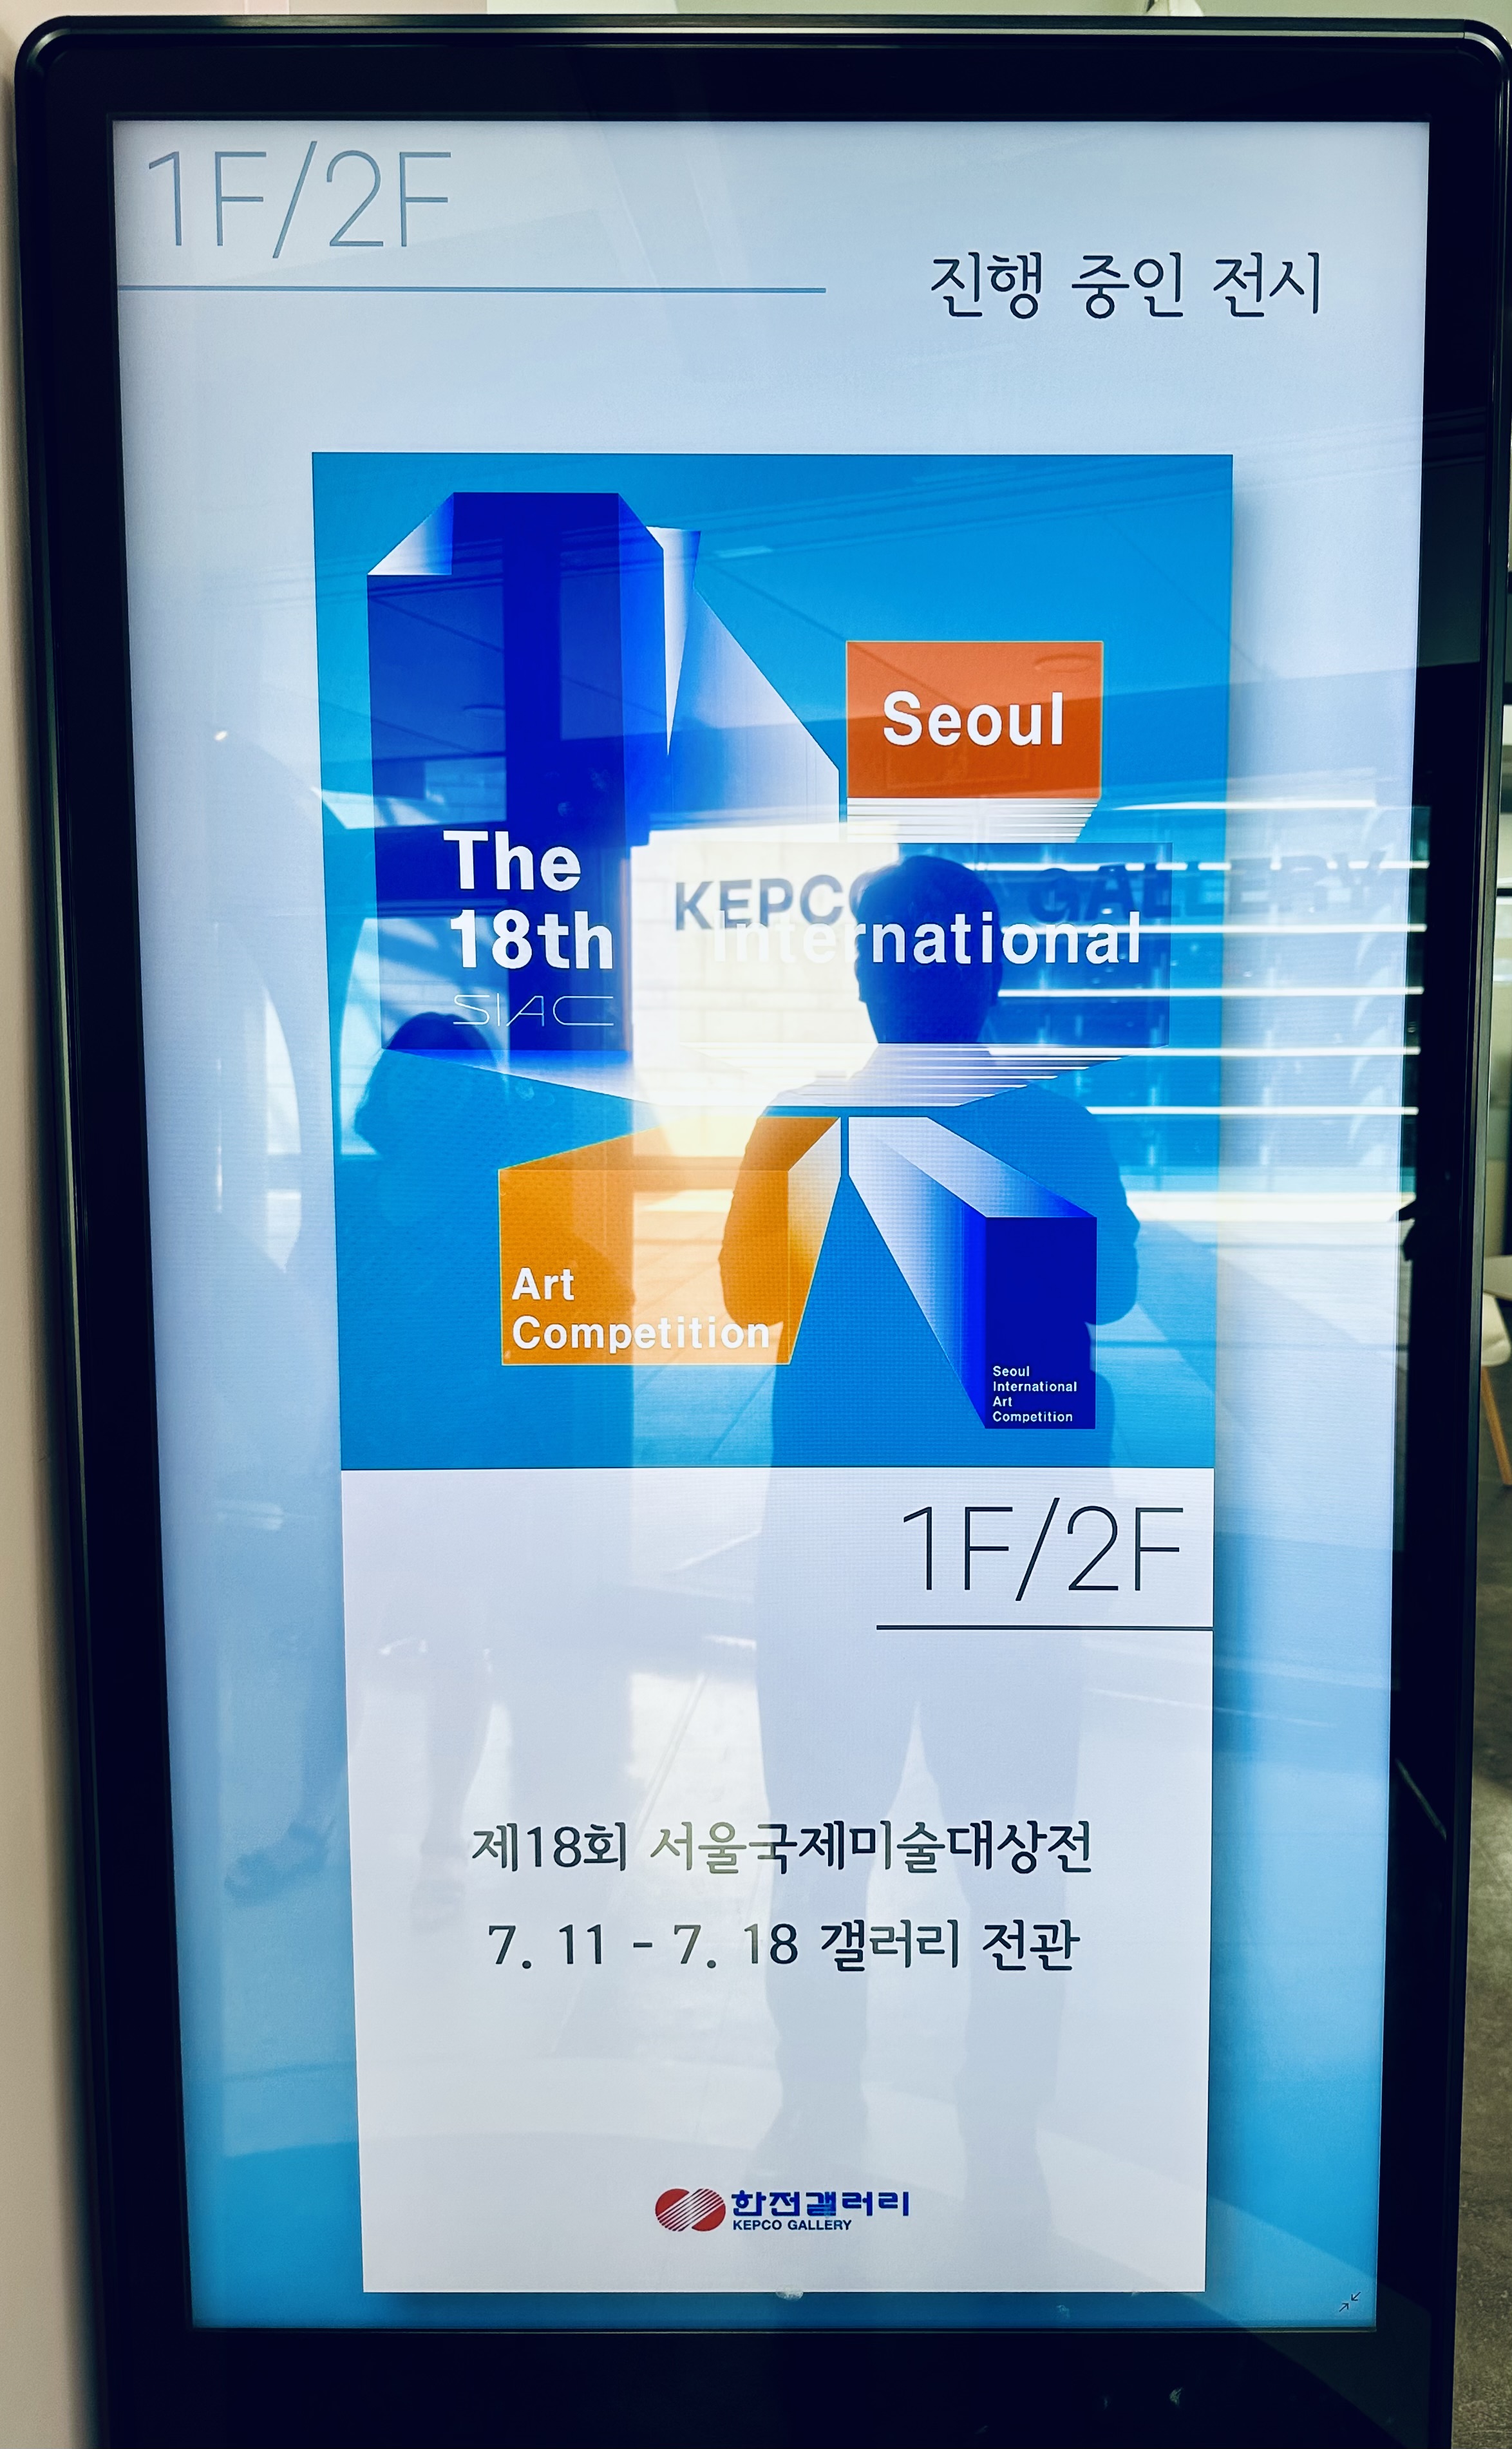 1F/2F
진행 중인 전시
Seoul
The
18th
SIAC
KEPCO GALLERY
International
Art
Competition
Seoul
International
Art
Competition
1F/2F
제18회 서울국제미술대상전
7. 11 - 7. 18 갤러리 전관
한전갤러리
KEPCO GALLERY